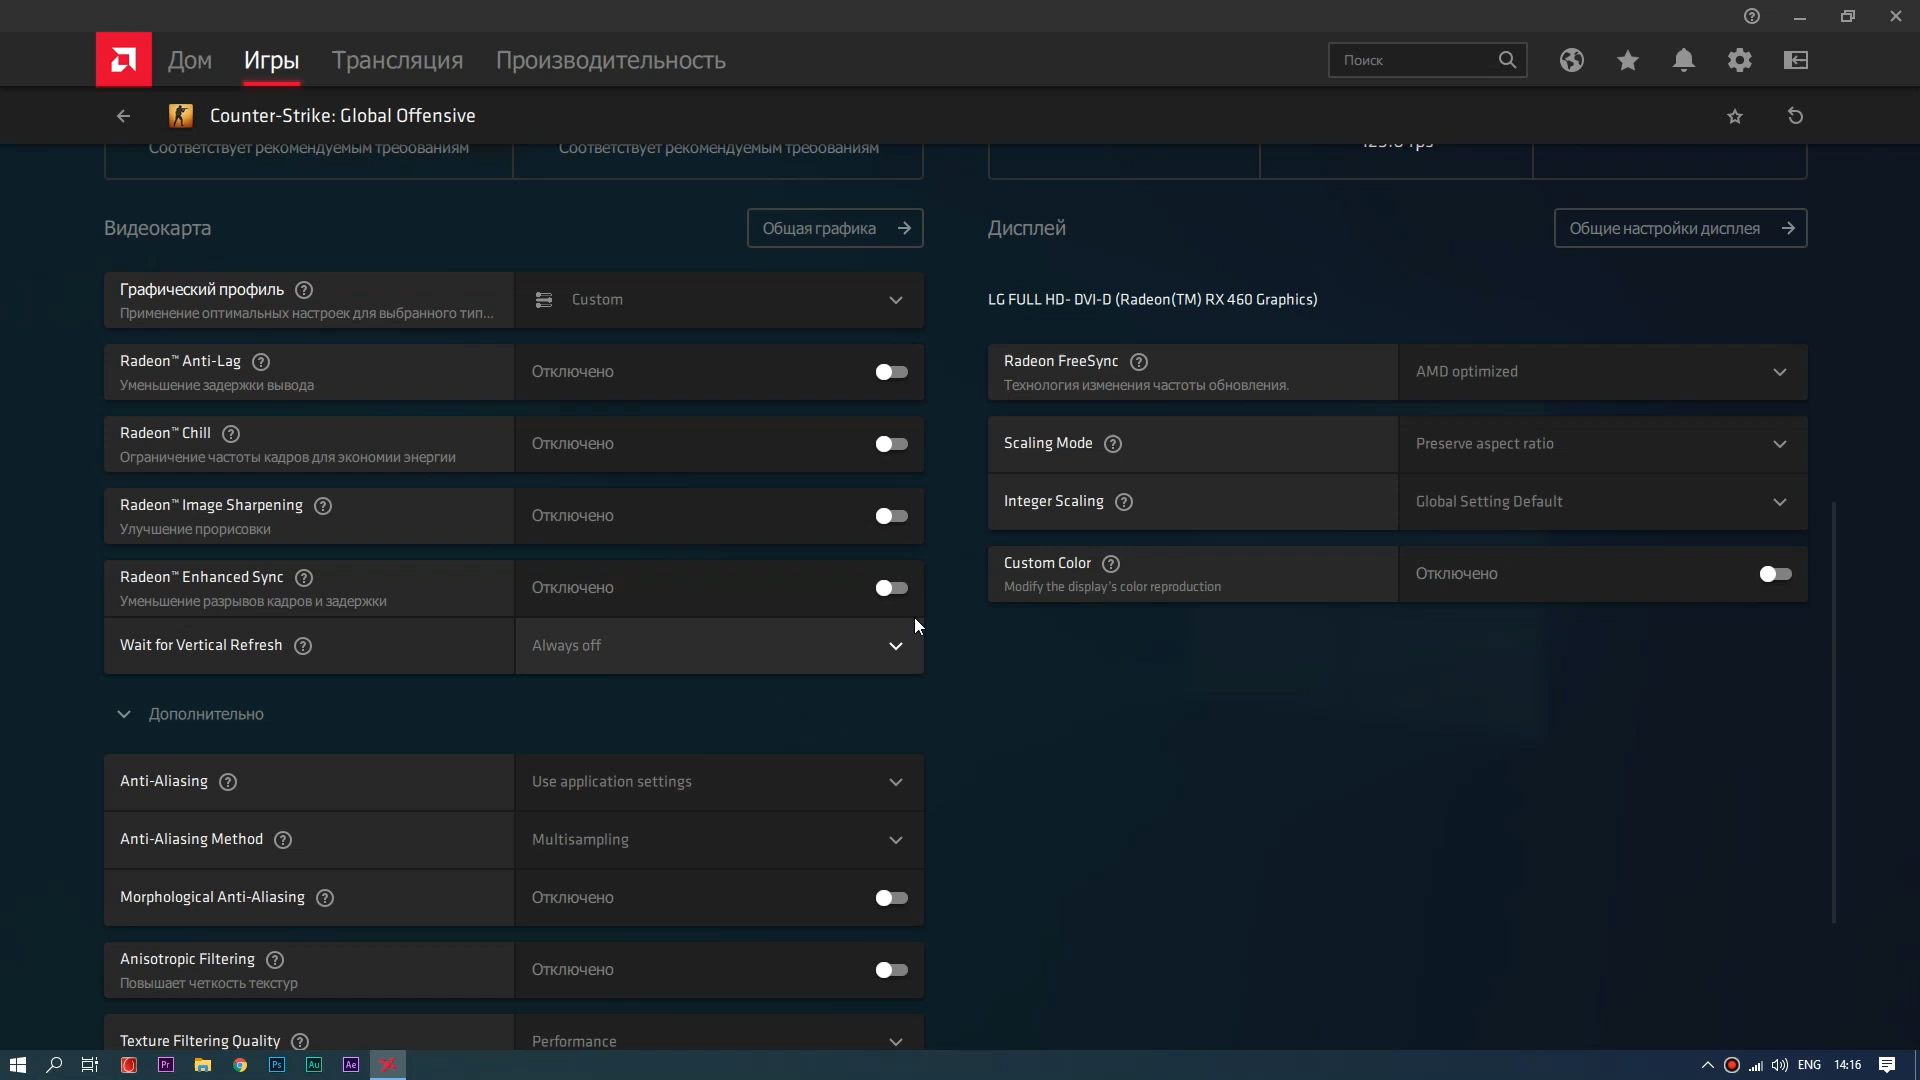 Дом
Игры
Трансляция
Производительность
Поиск
Counter-Strike: Global Offensive
Соответствует рекомендуемым требованиям
Соответствует рекомендуемым требованиям
Видеокарта
Общая графика
Дисплей
Общие настройки дисплея
Графический профиль
Применение оптимальных настроек для выбранного тип...
Custom
LG FULL HD- DVI-D (Radeon(TM) RX 460 Graphics)
Radeon™ Anti-Lag
Уменьшение задержки вывода
Отключено
Radeon FreeSync
Технология изменения частоты обновления.
AMD optimized
Radeon™ Chill
Ограничение частоты кадров для экономии энергии
Отключено
Scaling Mode
Preserve aspect ratio
Radeon™ Image Sharpening
Улучшение прорисовки
Отключено
Integer Scaling
Global Setting Default
Radeon™ Enhanced Sync
Уменьшение разрывов кадров и задержки
Отключено
Custom Color
Modify the display's color reproduction
Отключено
Wait for Vertical Refresh
Always off
Дополнительно
Anti-Aliasing
Use application settings
Anti-Aliasing Method
Multisampling
Morphological Anti-Aliasing
Отключено
Anisotropic Filtering
Повышает четкость текстур
Отключено
Texture Filtering Quality
Performance
Pr
Ps
Au
Ae
ENG
14:16